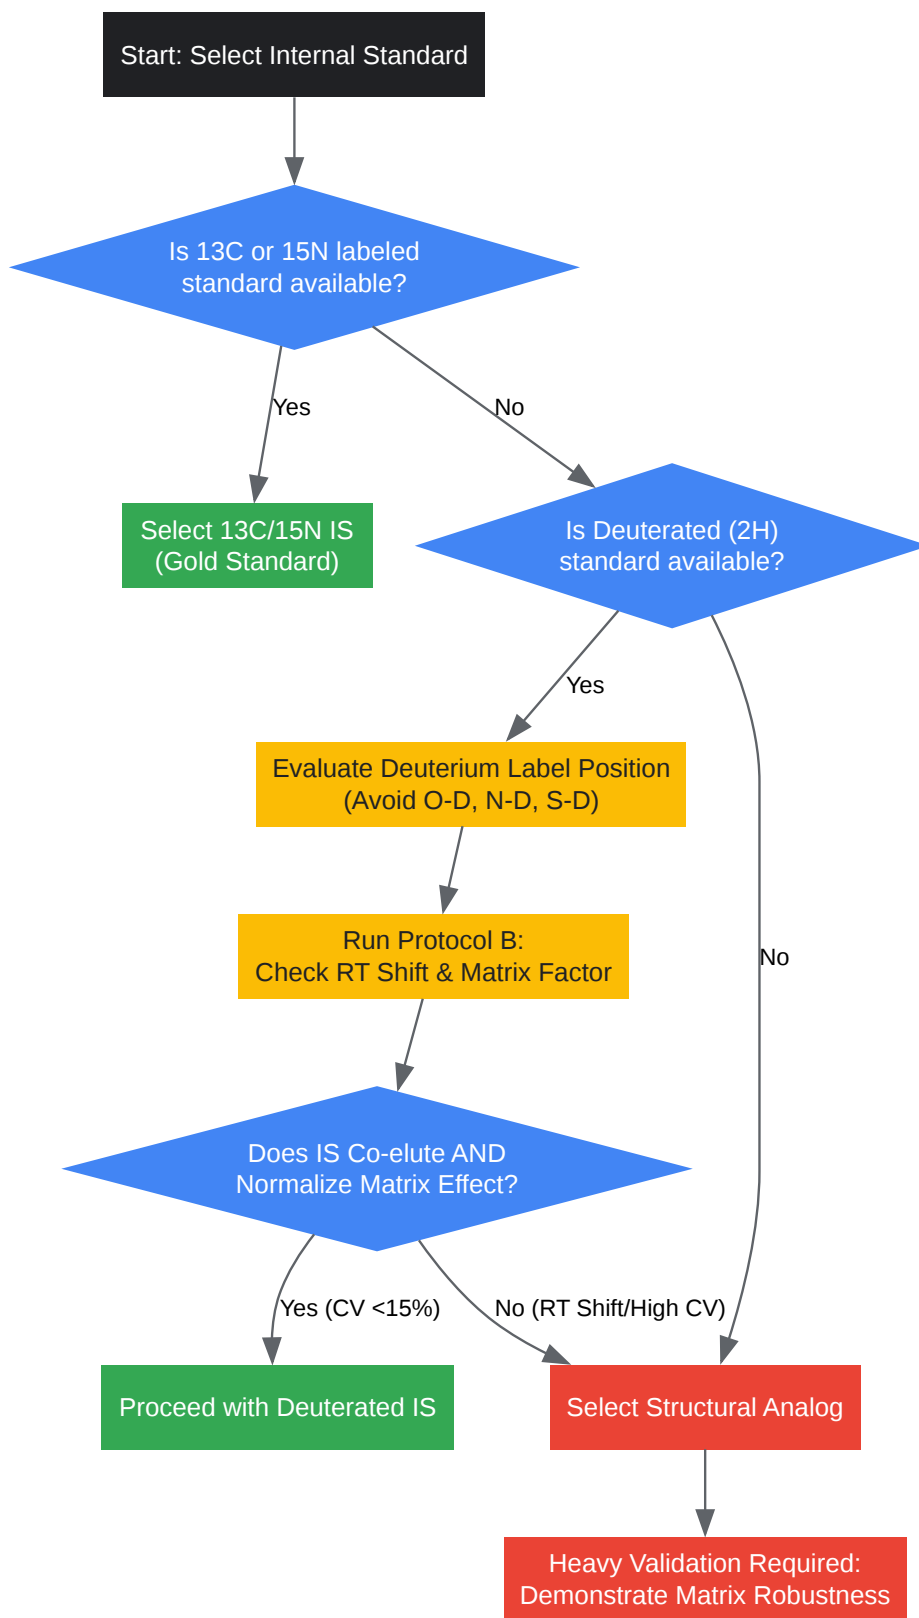 Start: Select Internal Standard
Is 13C or 15N labeled
standard available?
Yes
No
Select 13C/15N IS
(Gold Standard)
Is Deuterated (2H)
standard available?
Yes
Evaluate Deuterium Label Position
(Avoid O-D, N-D, S-D)
Run Protocol B:
Check RT Shift & Matrix Factor
No
Does IS Co-elute AND
Normalize Matrix Effect?
Yes (CV <15%)
No (RT Shift/High CV)
Proceed with Deuterated IS
Select Structural Analog
Heavy Validation Required:
Demonstrate Matrix Robustness